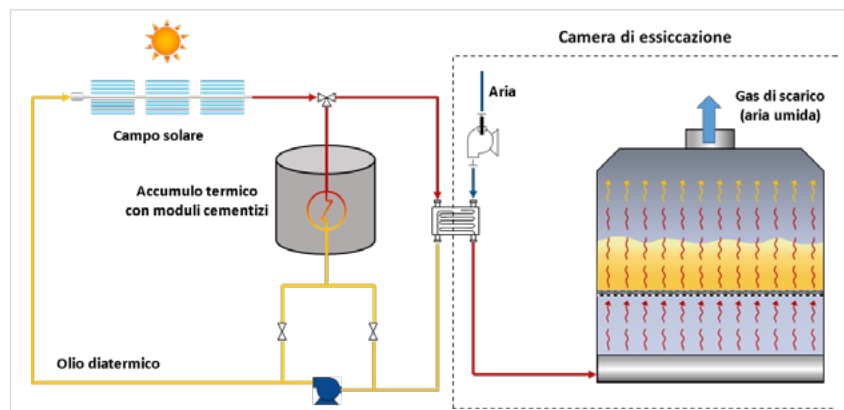 Camera di essiccazione
Aria
Gas di scarico
(aria umida)
Campo solare
Accumulo termico
con moduli cementizi
Olio diatermico